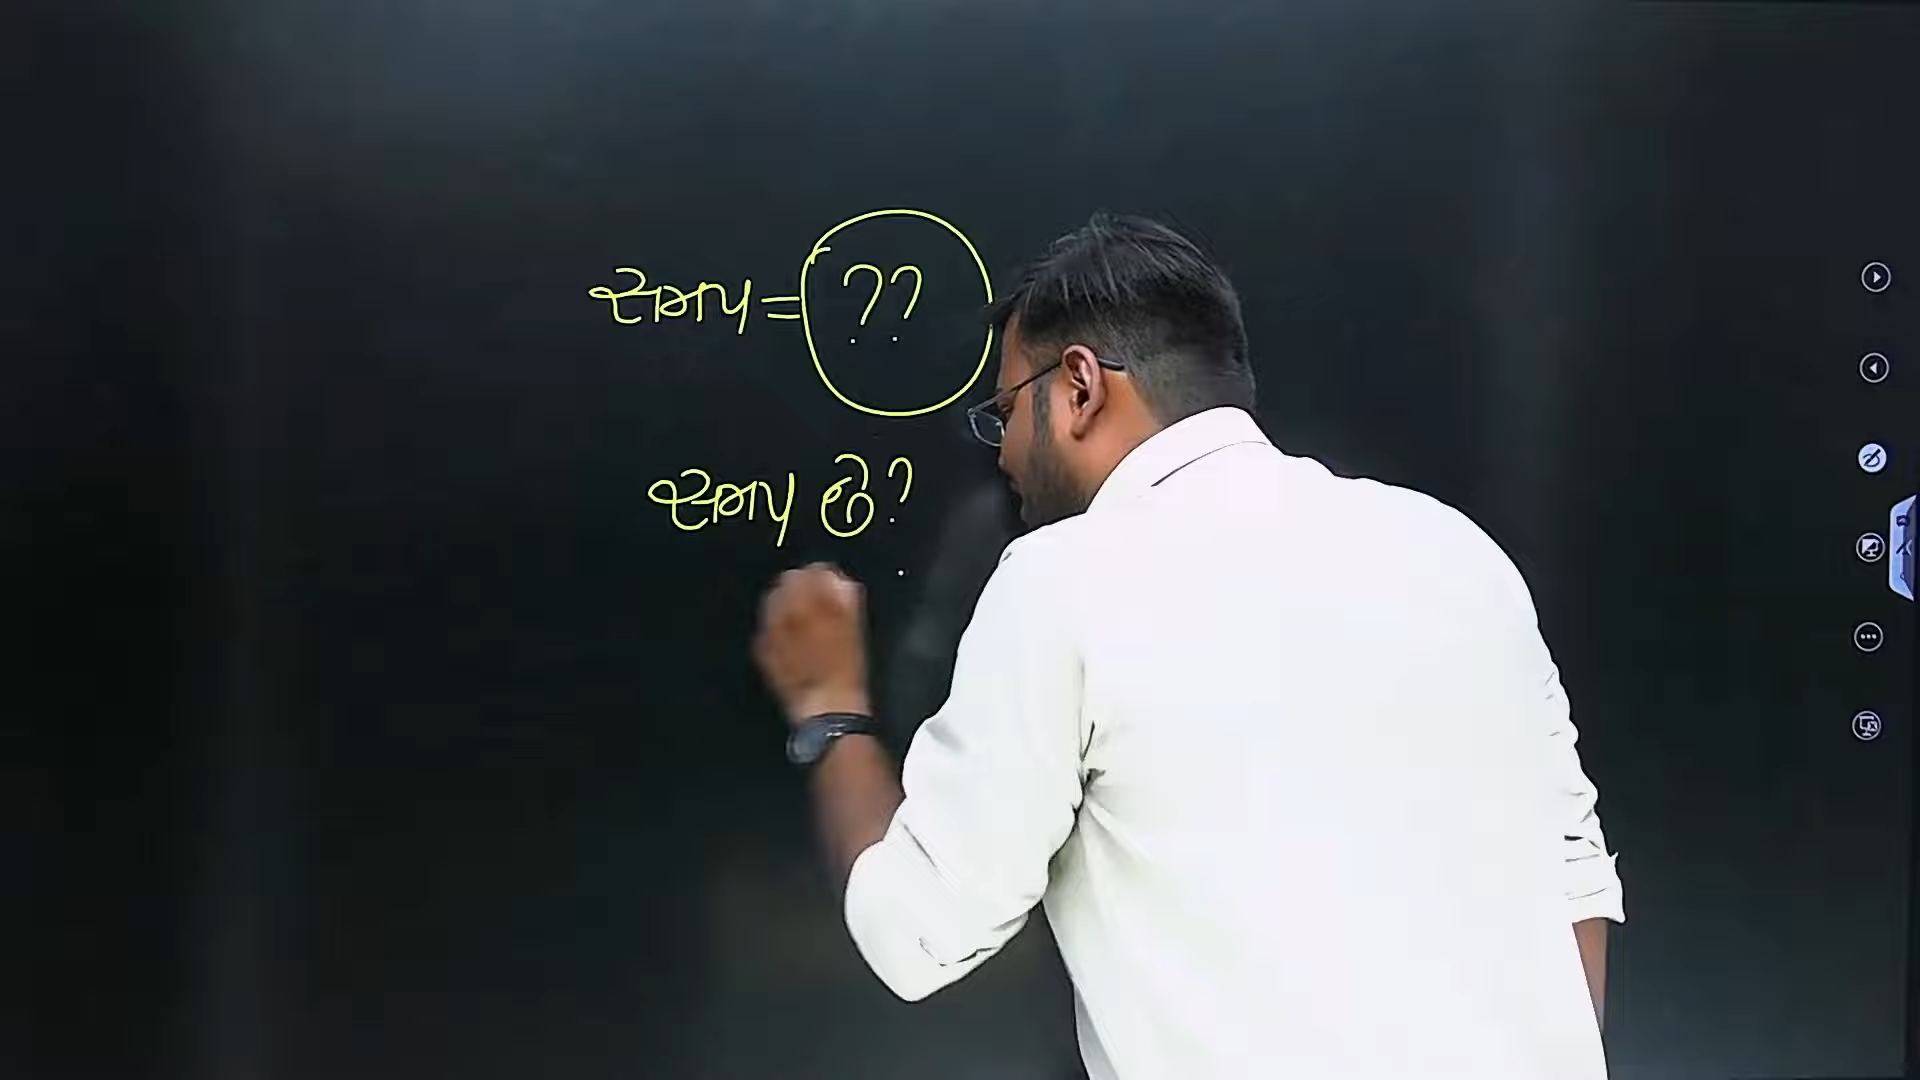 સમય = ??
સમય છે?